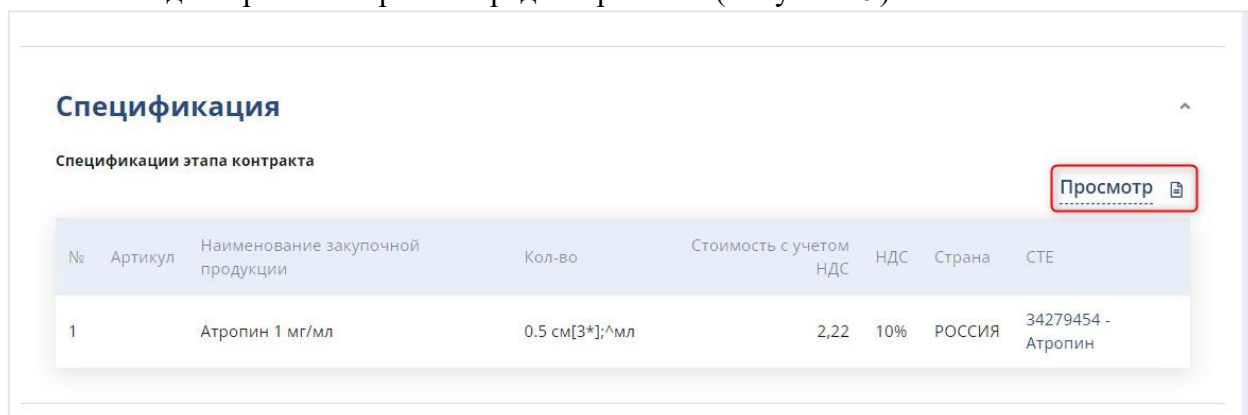 Спецификация
Спецификации этапа контракта
Просмотр
№ Артикул Наименование закупочной продукции Кол-во Стоимость с учетом НДС НДС Страна СТЕ
1 Атропин 1 мг/мл 0.5 см[3*];^мл 2,22 10% РОССИЯ 34279454 - Атропин